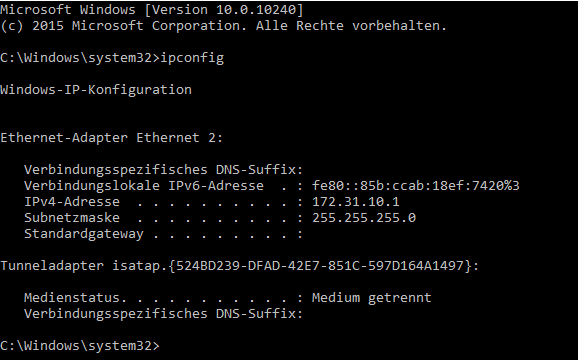 Microsoft Windows [Version 10.0.10240]
(c) 2015 Microsoft Corporation. Alle Rechte vorbehalten.
C:\Windows\system32>ipconfig
Windows-IP-Konfiguration
Ethernet-Adapter Ethernet 2:
Verbindungsspezifisches DNS-Suffix:
Verbindungslokale IPv6-Adresse  . : fe80::85b:ccab:18ef:7420%3
IPv4-Adresse  . . . . . . . . . . : 172.31.10.1
Subnetzmaske  . . . . . . . . . . : 255.255.255.0
Standardgateway . . . . . . . . . :
Tunneladapter isatap.{524BD239-DFAD-42E7-851C-597D164A1497}:
Medienstatus. . . . . . . . . . . : Medium getrennt
Verbindungsspezifisches DNS-Suffix:
C:\Windows\system32>